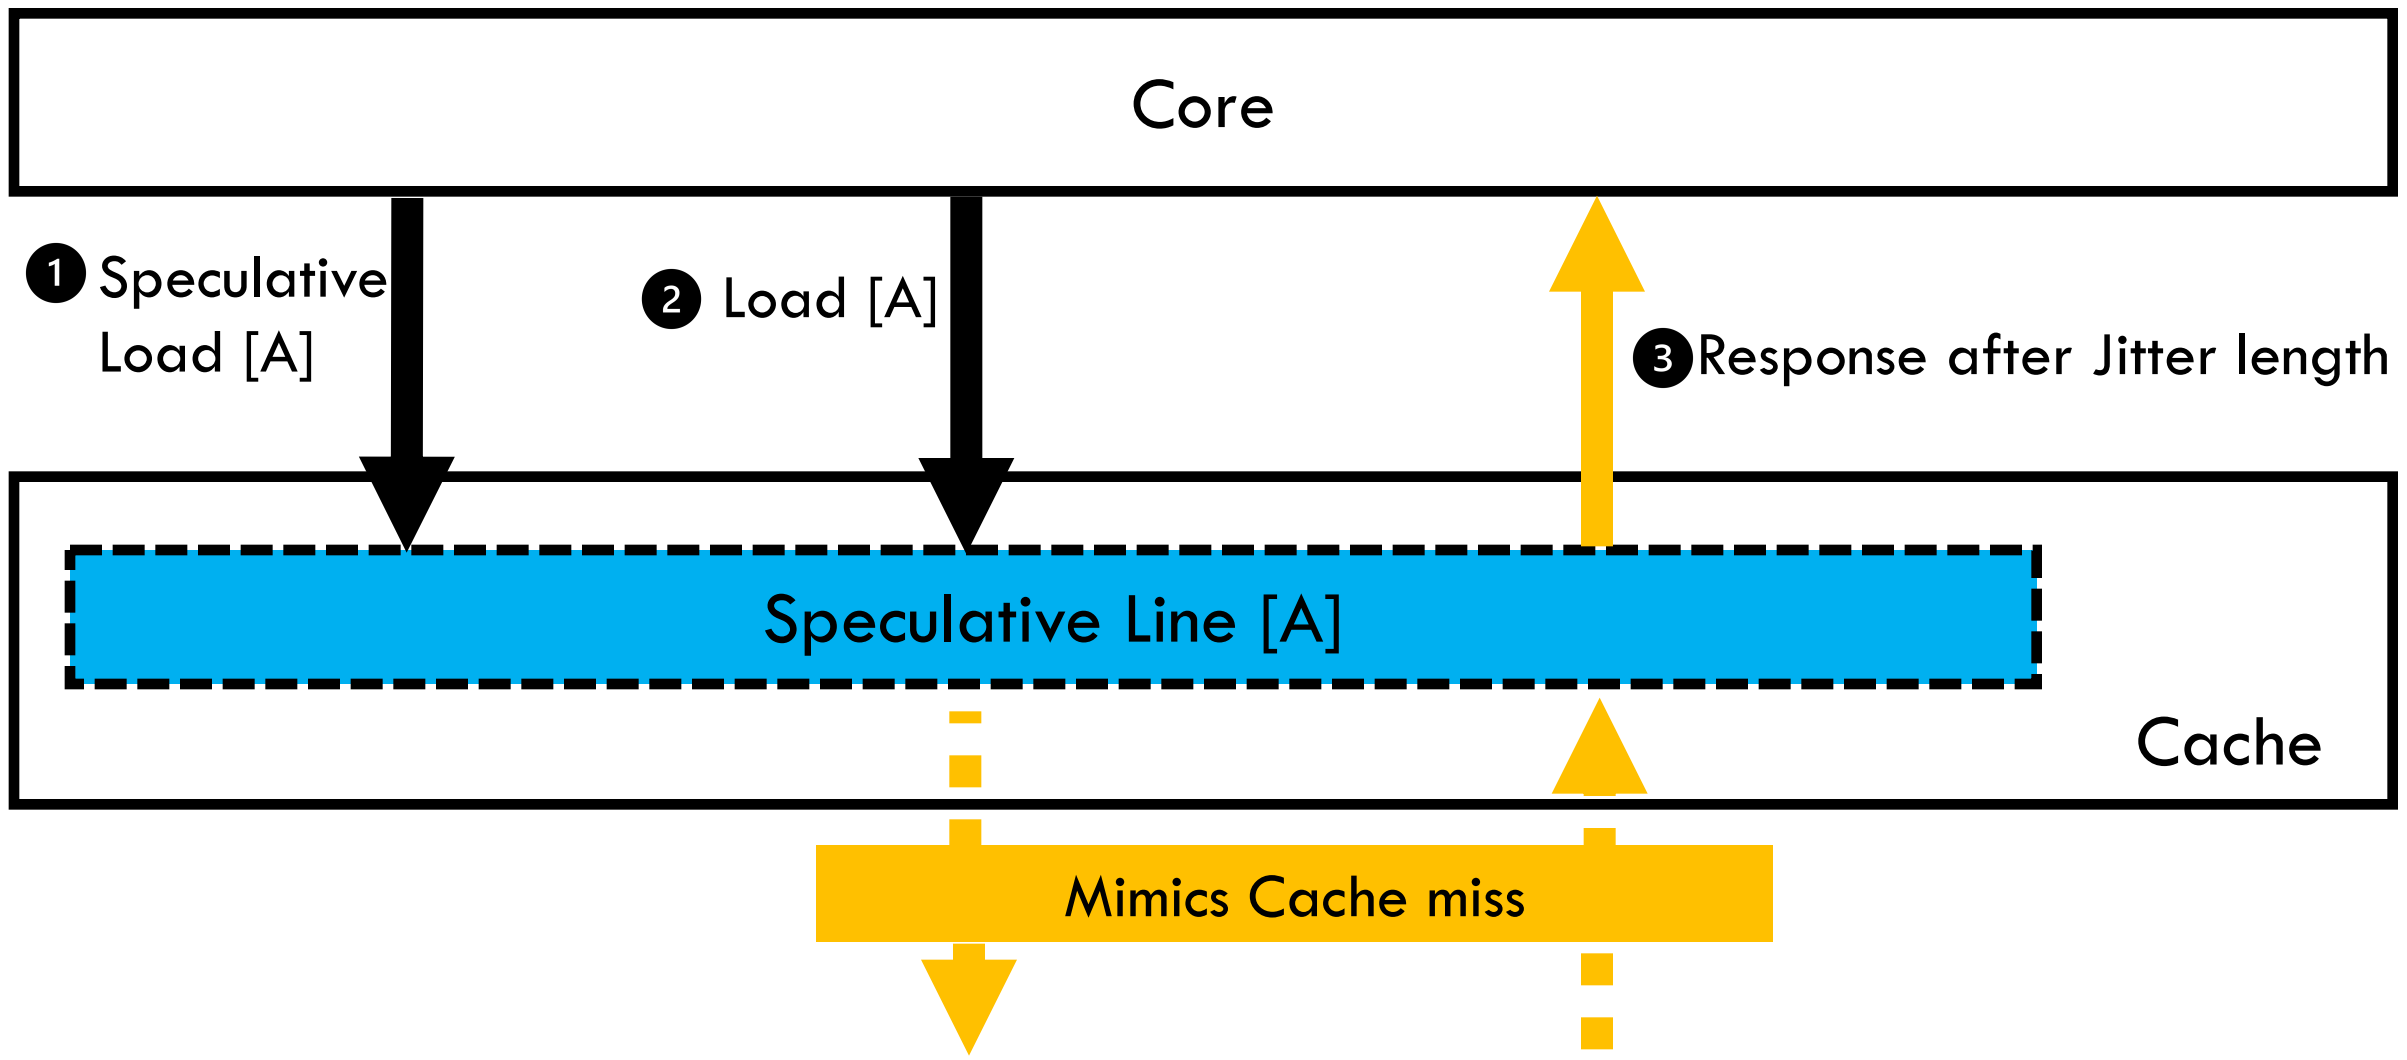 Core
1 Speculative
Load [A]
2 Load [A]
3 Response after Jitter length
Speculative Line [A]
Cache
Mimics Cache miss